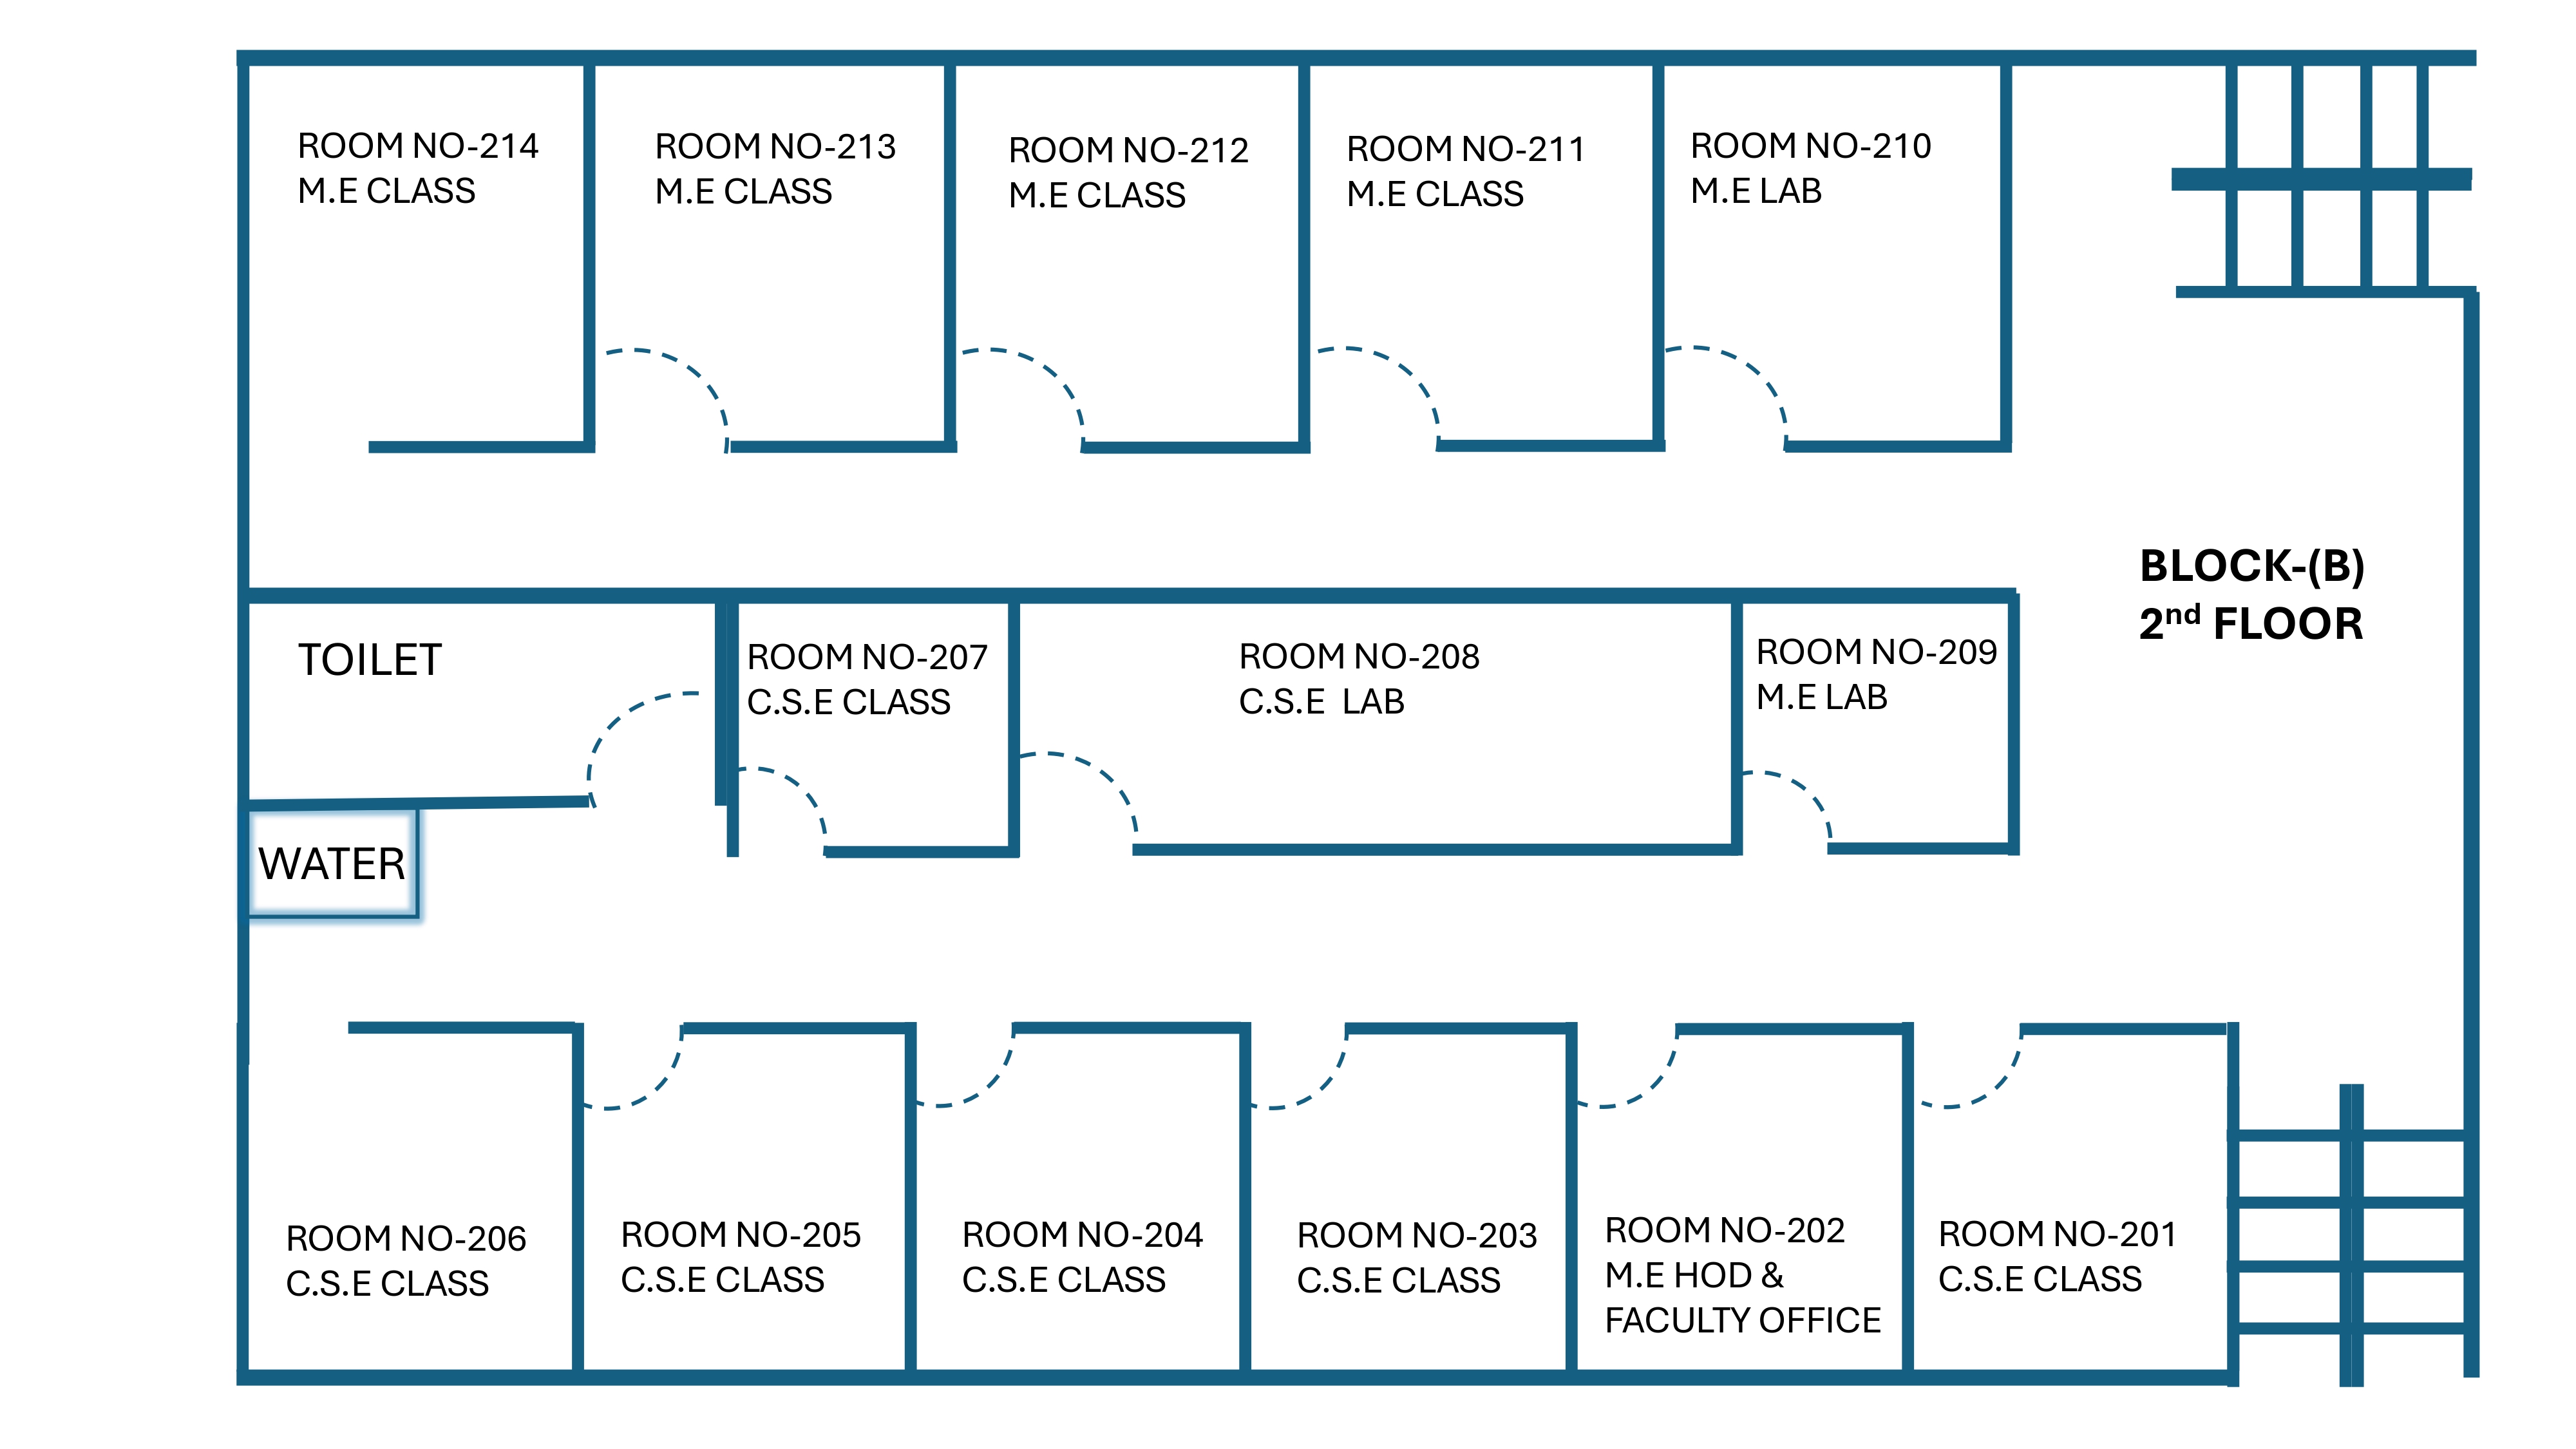 ROOM NO-214
M.E CLASS
ROOM NO-213
M.E CLASS
ROOM NO-212
M.E CLASS
ROOM NO-211
M.E CLASS
ROOM NO-210
M.E LAB
BLOCK-(B)
2nd FLOOR
TOILET
ROOM NO-207
C.S.E CLASS
ROOM NO-208
C.S.E  LAB
ROOM NO-209
M.E LAB
WATER
ROOM NO-206
C.S.E CLASS
ROOM NO-205
C.S.E CLASS
ROOM NO-204
C.S.E CLASS
ROOM NO-203
C.S.E CLASS
ROOM NO-202
M.E HOD &
FACULTY OFFICE
ROOM NO-201
C.S.E CLASS